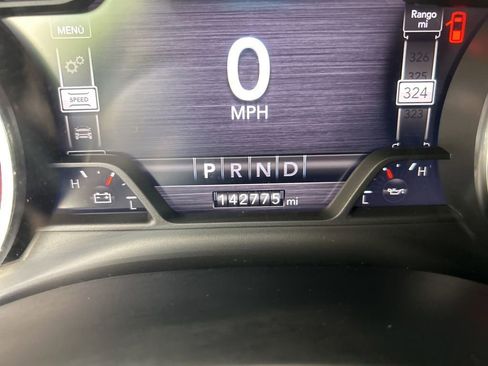 MENÚ
Rango
mi
0
MPH
SPEED
326
325
324
323
P R N D
H
L
142775 mi
H
L